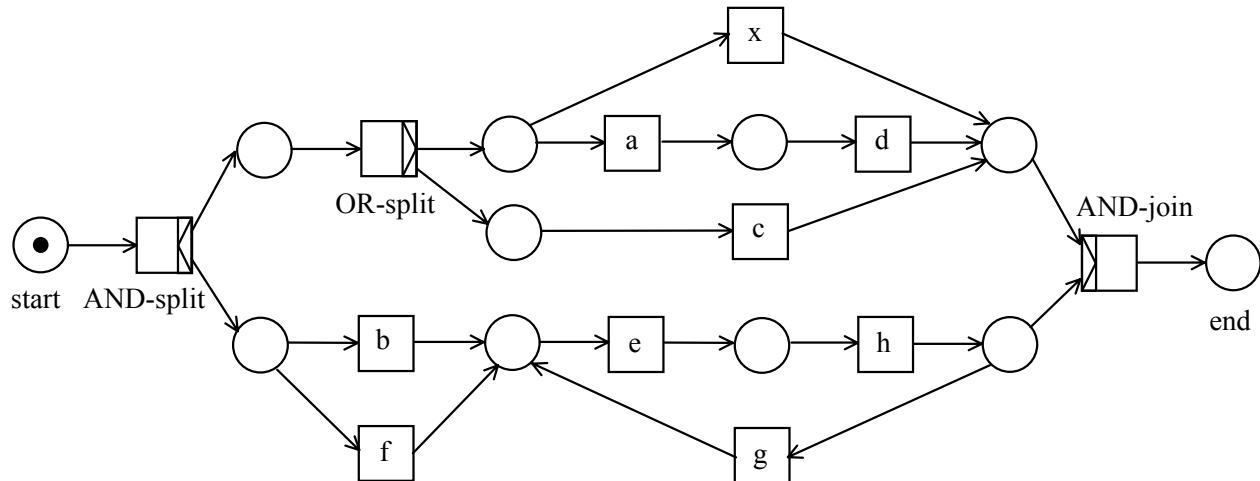 x
a
d
OR-split
c
AND-join
start
AND-split
b
e
h
end
f
g